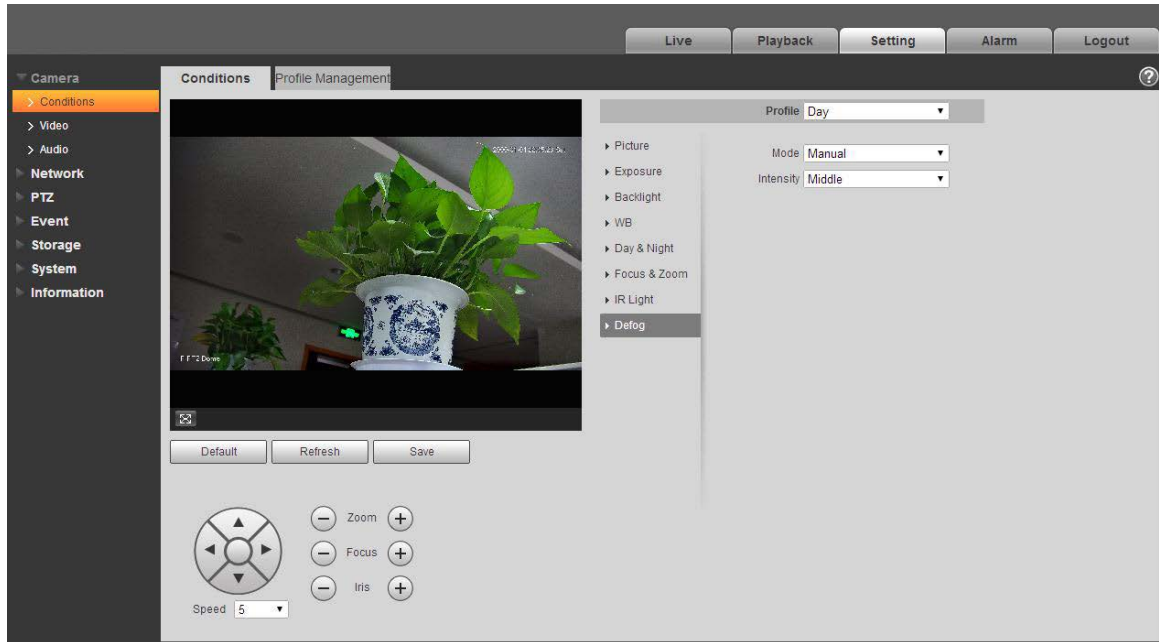 Live Playback Setting Alarm Logout
Camera
Conditions
Video
Audio
Network
PTZ
Event
Storage
System
Information
Conditions Profile Management
Profile Day
Picture
Exposure
Backlight
WB
Day & Night
Focus & Zoom
IR Light
Defog
Mode Manual
Intensity Middle
Default Refresh Save
Zoom
Focus
Iris
Speed 5